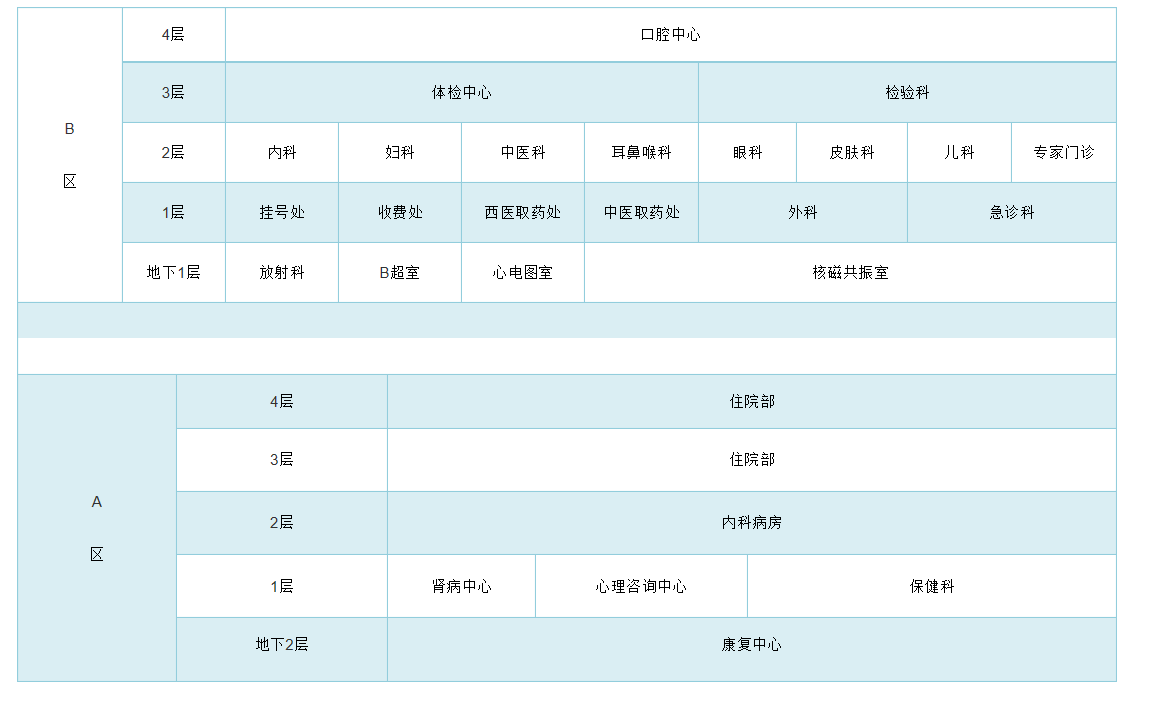 B
区
4层
口腔中心
3层
体检中心
检验科
2层
内科
妇科
中医科
耳鼻喉科
眼科
皮肤科
儿科
专家门诊
1层
挂号处
收费处
西医取药处
中医取药处
外科
急诊科
地下1层
放射科
B超室
心电图室
核磁共振室
A
区
4层
住院部
3层
住院部
2层
内科病房
1层
肾病中心
心理咨询中心
保健科
地下2层
康复中心